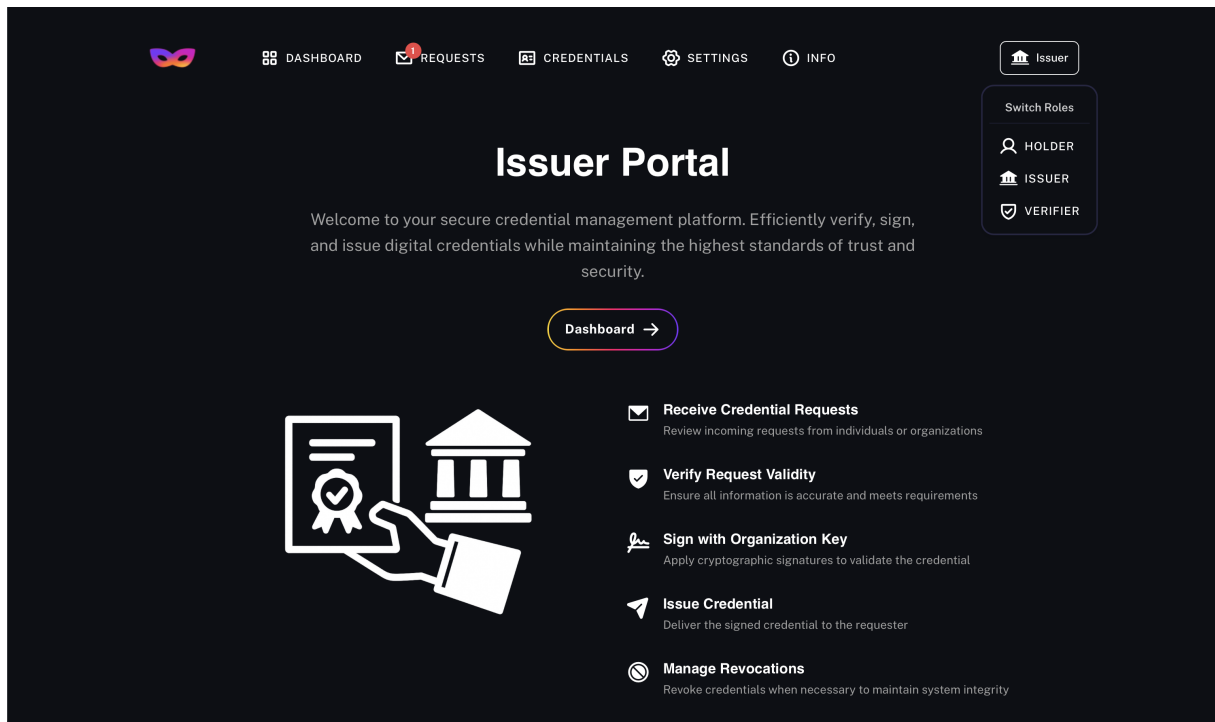 DASHBOARD
1
REQUESTS
CREDENTIALS
SETTINGS
INFO
Issuer
Switch Roles
HOLDER
ISSUER
VERIFIER
Issuer Portal
Welcome to your secure credential management platform. Efficiently verify, sign,
and issue digital credentials while maintaining the highest standards of trust and
security.
Dashboard
Receive Credential Requests
Review incoming requests from individuals or organizations
Verify Request Validity
Ensure all information is accurate and meets requirements
Sign with Organization Key
Apply cryptographic signatures to validate the credential
Issue Credential
Deliver the signed credential to the requester
Manage Revocations
Revoke credentials when necessary to maintain system integrity